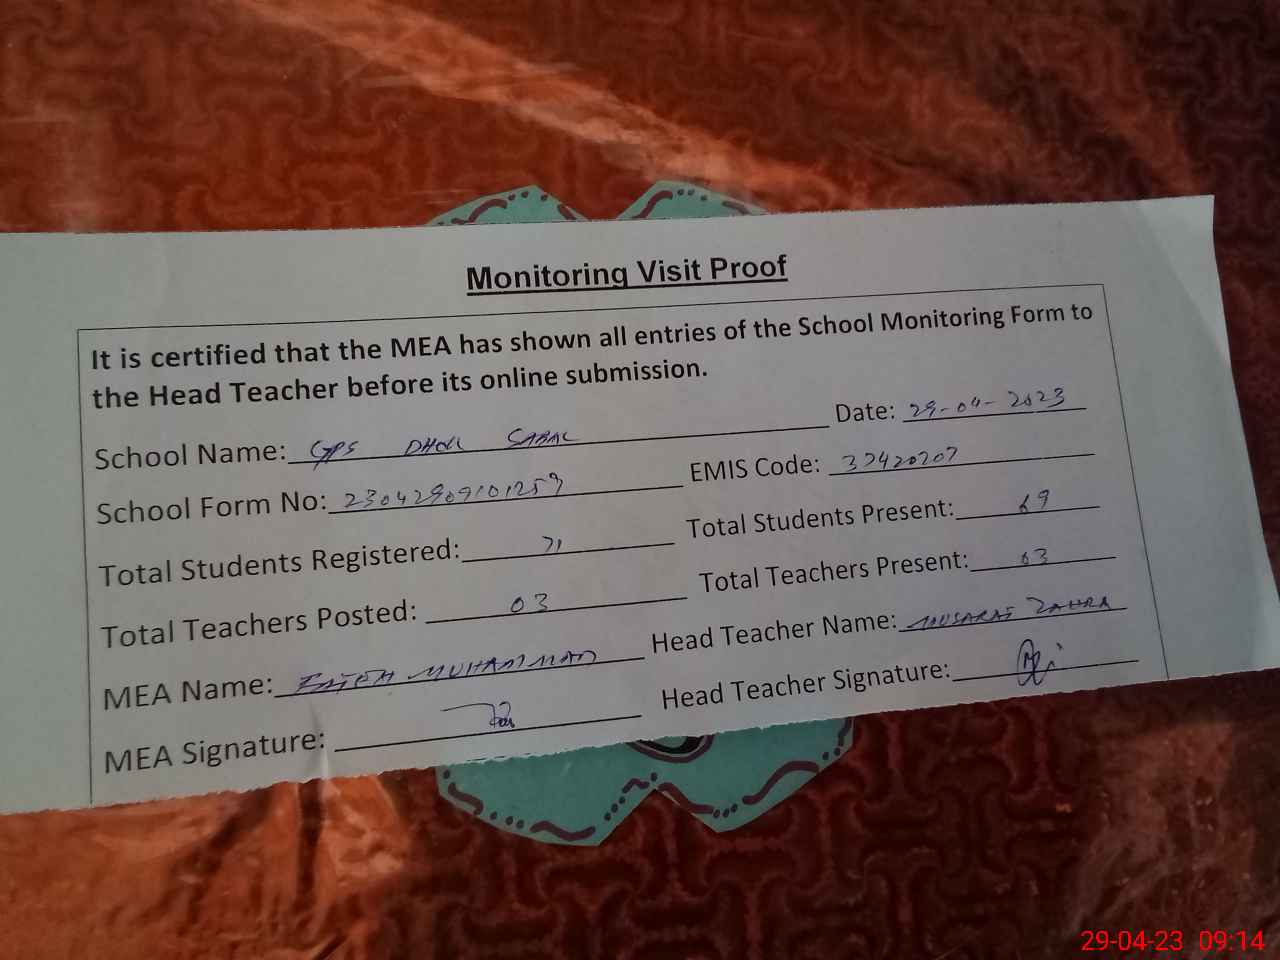 Monitoring Visit Proof
It is certified that the MEA has shown all entries of the School Monitoring Form to
the Head Teacher before its online submission.
School Name: GPS DHOK SABAL Date: 29-04-2023
School Form No: 23042909101259 EMIS Code: 37420207
Total Students Registered: 71 Total Students Present: 69
Total Teachers Posted: 03 Total Teachers Present: 03
MEA Name: MUHAMMAD Head Teacher Name: MUSARAT ZAHRA
MEA Signature: Head Teacher Signature:
29-04-23 09:14